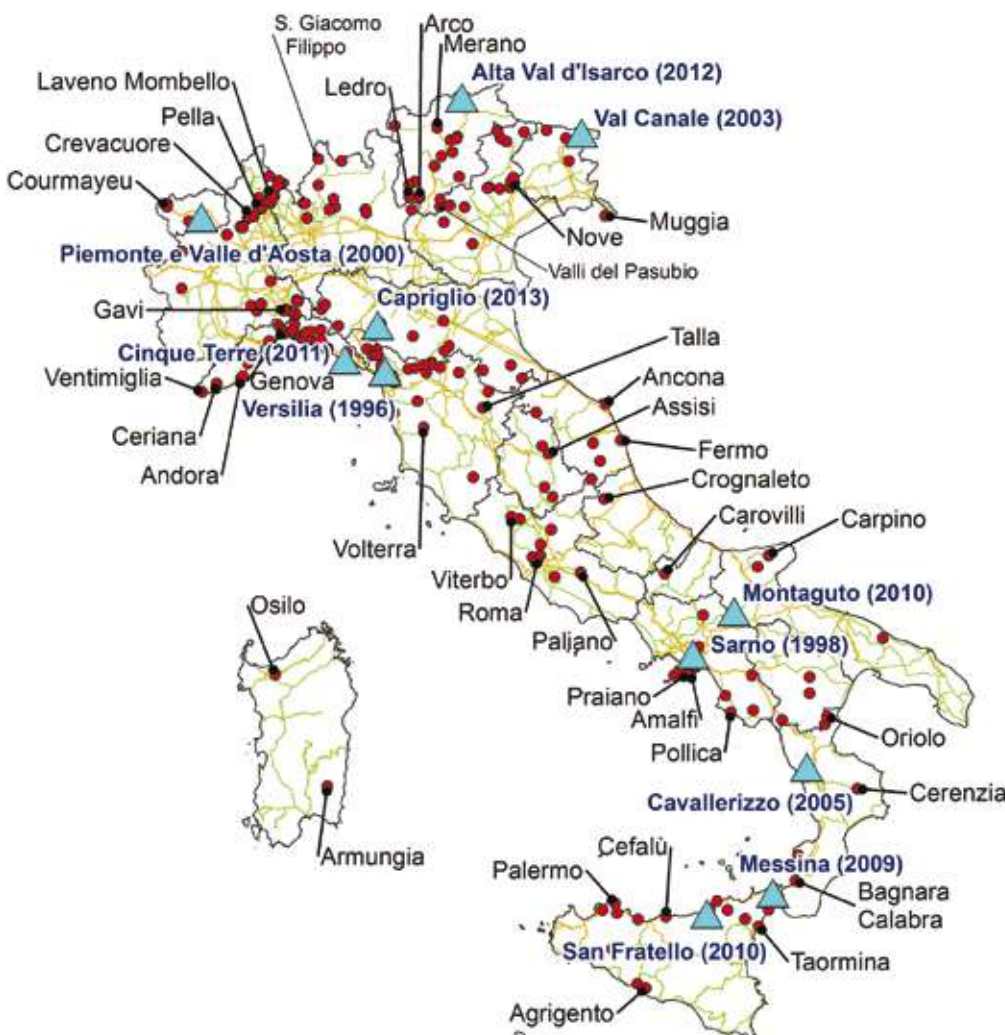 S. Giacomo
Filippo
Arco
Merano
Laveno Mombello
Ledro
Alta Val d'Isarco (2012)
Pella
Val Canale (2003)
Crevacuore
Courmayeu
Muggia
Nove
Piemonte e Valle d'Aosta (2000)
Valli del Pasubio
Gavi
Capriglio (2013)
Talla
Cinque Terre (2011)
Ventimiglia
Genova
Ancona
Versilia (1996)
Assisi
Ceriana
Fermo
Andora
Crognaleto
Volterra
Carovilli
Carpino
Viterbo
Montaguto (2010)
Roma
Osilo
Paliano
Sarno (1998)
Praiano
Amalfi
Pollica
Oriolo
Cavallerizzo (2005)
Cerenzia
Armungia
Cefalù
Messina (2009)
Palermo
Bagnara
Calabra
San Fratello (2010)
Taormina
Agrigento